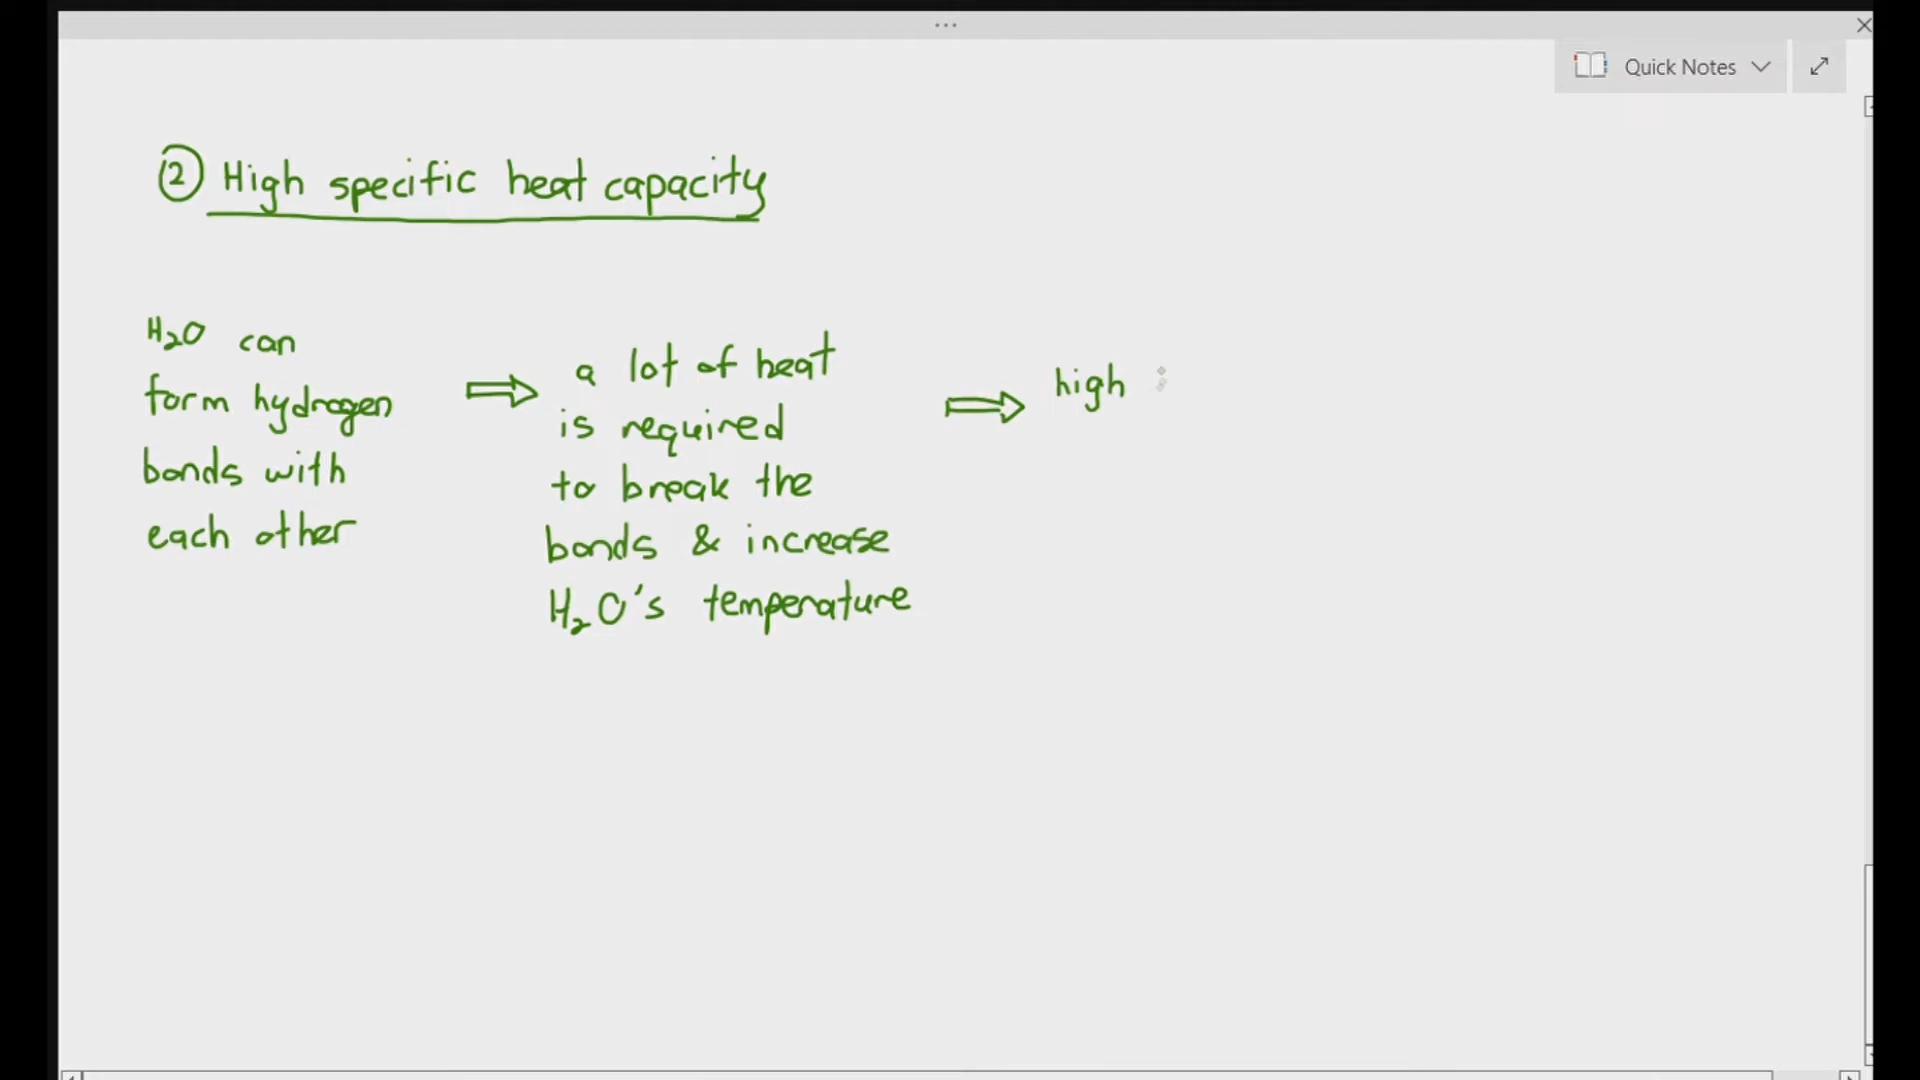 Quick Notes
② High specific heat capacity
H₂O can
form hydrogen
bonds with
each other
⇒
a lot of heat
is required
to break the
bonds & increase
H₂O's temperature
⇒
high